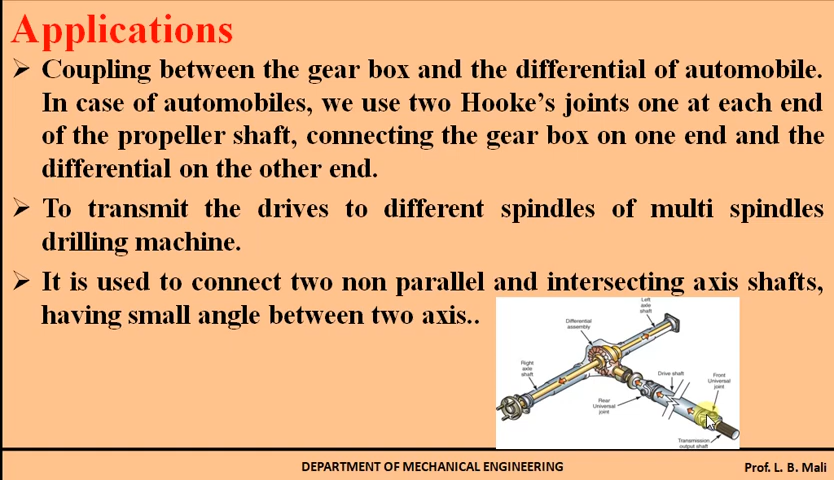 Applications
➢ Coupling between the gear box and the differential of automobile.
In case of automobiles, we use two Hooke’s joints one at each end
of the propeller shaft, connecting the gear box on one end and the
differential on the other end.
➢ To transmit the drives to different spindles of multi spindles
drilling machine.
➢ It is used to connect two non parallel and intersecting axis shafts,
having small angle between two axis..
Left
axle
shaft
Differential
assembly
Right
axle
shaft
Drive shaft
Front
Universal
joint
Rear
Universal
joint
Transmission
output shaft
DEPARTMENT OF MECHANICAL ENGINEERING
Prof. L. B. Mali